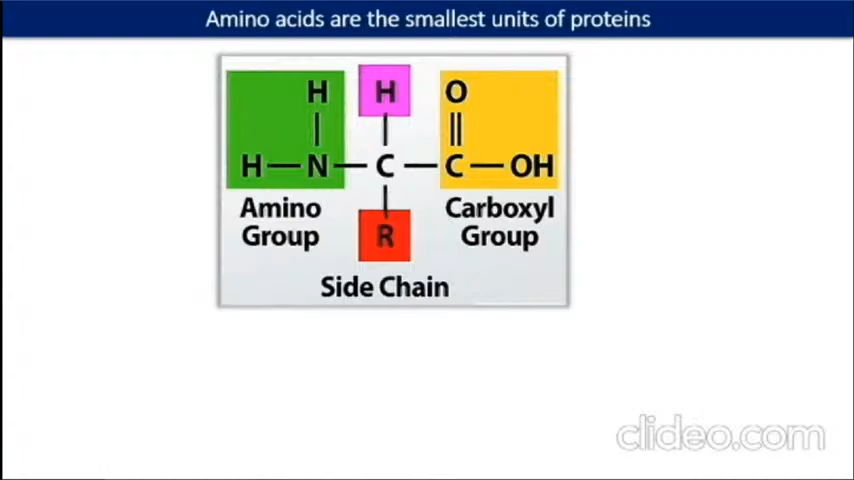 Amino acids are the smallest units of proteins
H H O
H — N — C — C — OH
Amino Group
Carboxyl Group
R
Side Chain
clideo.com